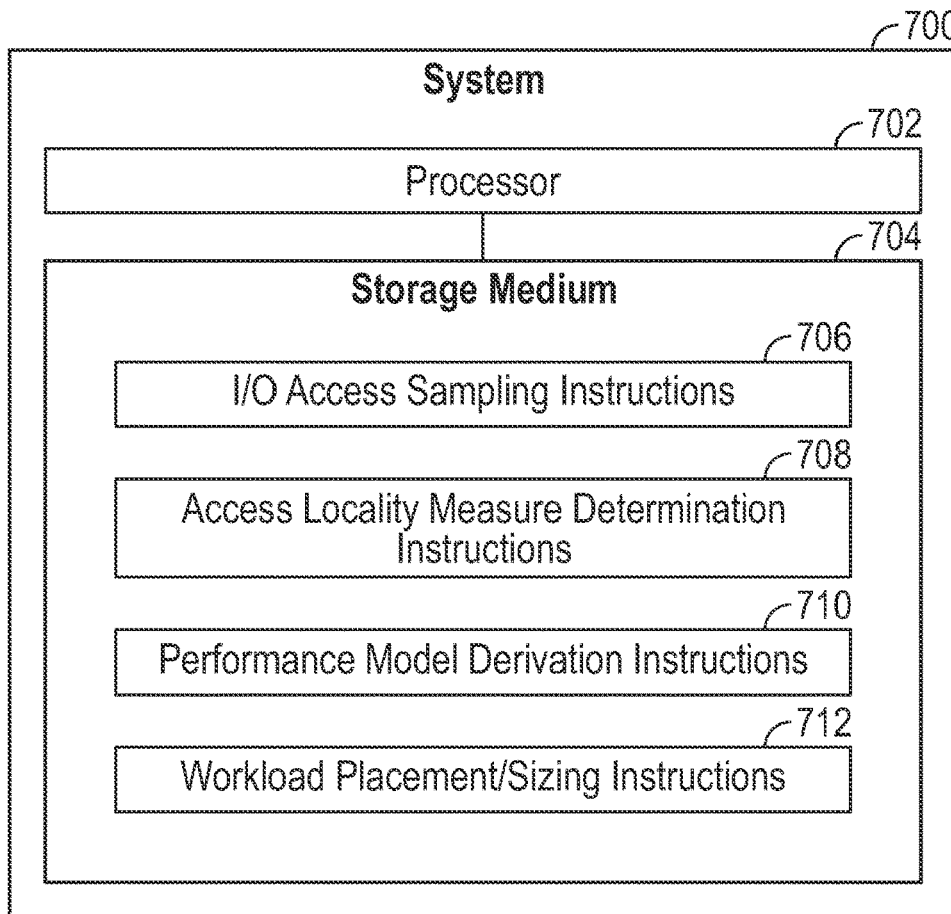 700
System
702
Processor
704
Storage Medium
706
I/O Access Sampling Instructions
708
Access Locality Measure Determination
Instructions
710
Performance Model Derivation Instructions
712
Workload Placement/Sizing Instructions